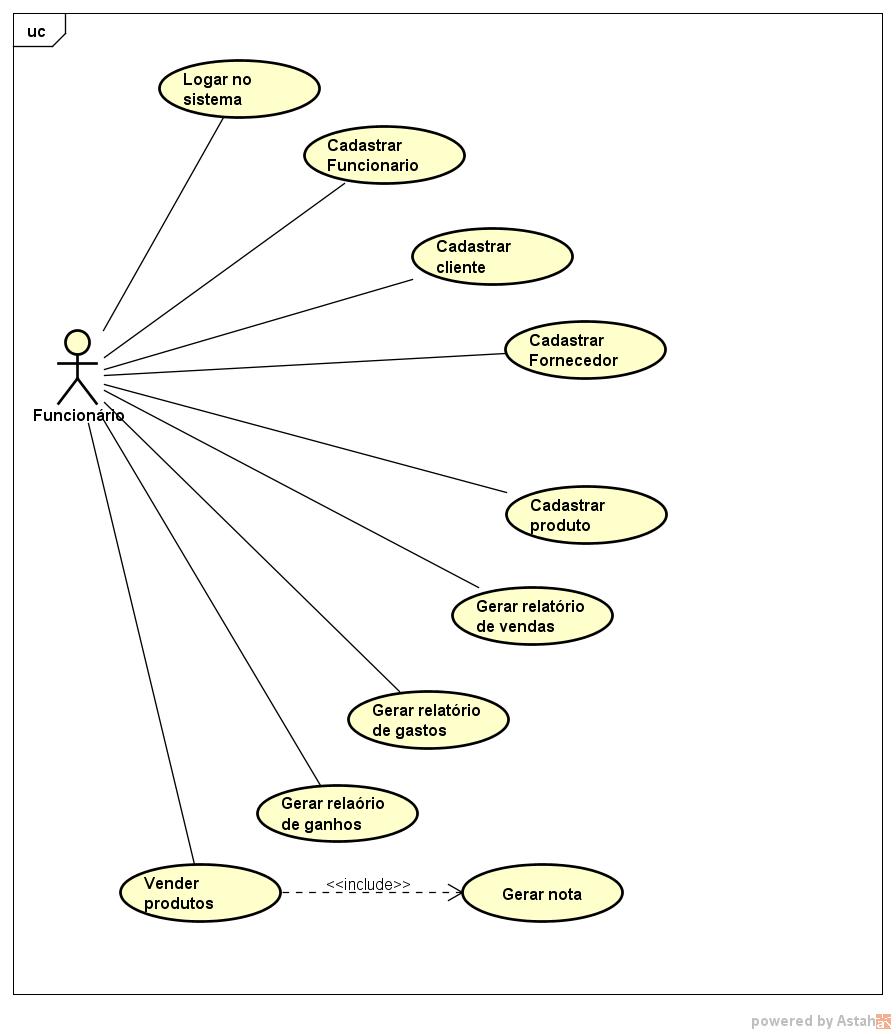 uc
Logar no
sistema
Cadastrar
Funcionario
Cadastrar
cliente
Cadastrar
Fornecedor
Funcionário
Cadastrar
produto
Gerar relatório
de vendas
Gerar relatório
de gastos
Gerar relaório
de ganhos
Vender
produtos
<<include>>
Gerar nota
powered by Astah